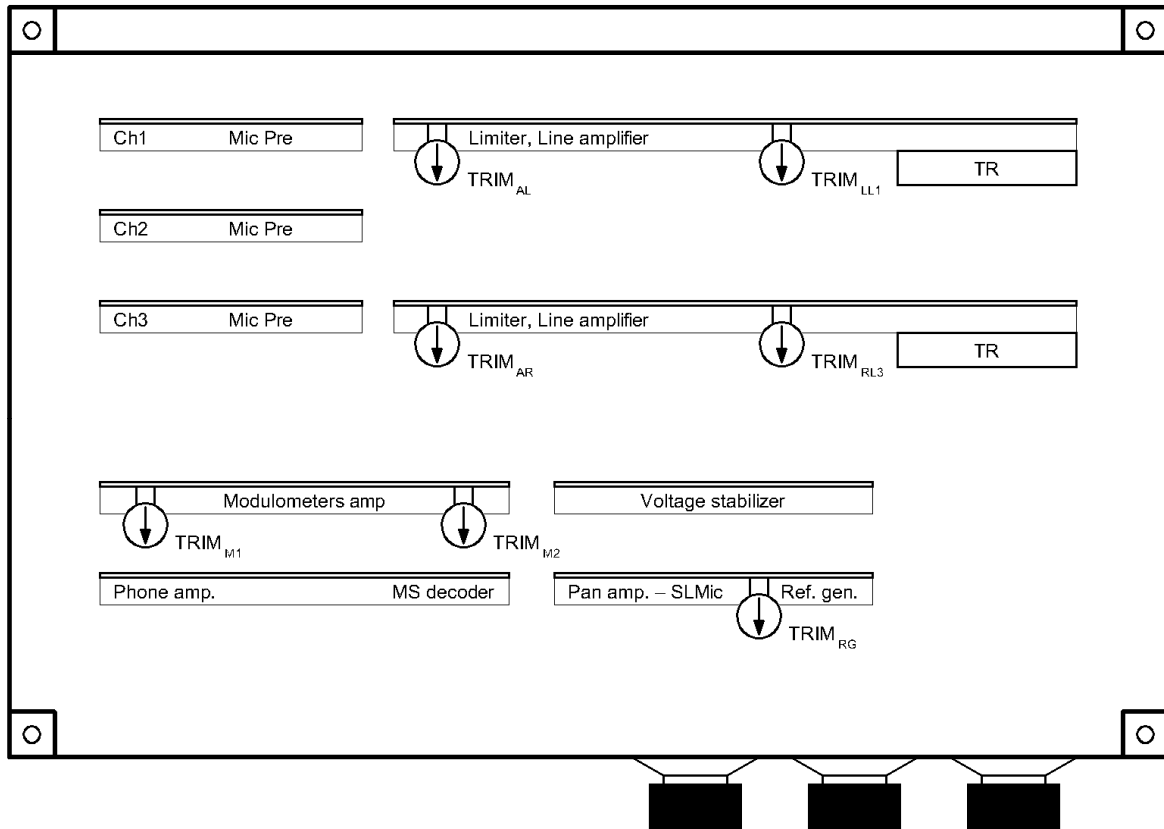 Ch1 Mic Pre Limiter, Line amplifier
TRIM AL TRIM LL1 TR
Ch2 Mic Pre
Ch3 Mic Pre Limiter, Line amplifier
TRIM AR TRIM RL3 TR
Modulometers amp Voltage stabilizer
TRIM M1 TRIM M2
Phone amp. MS decoder Pan amp. – SLMic Ref. gen.
TRIM RG